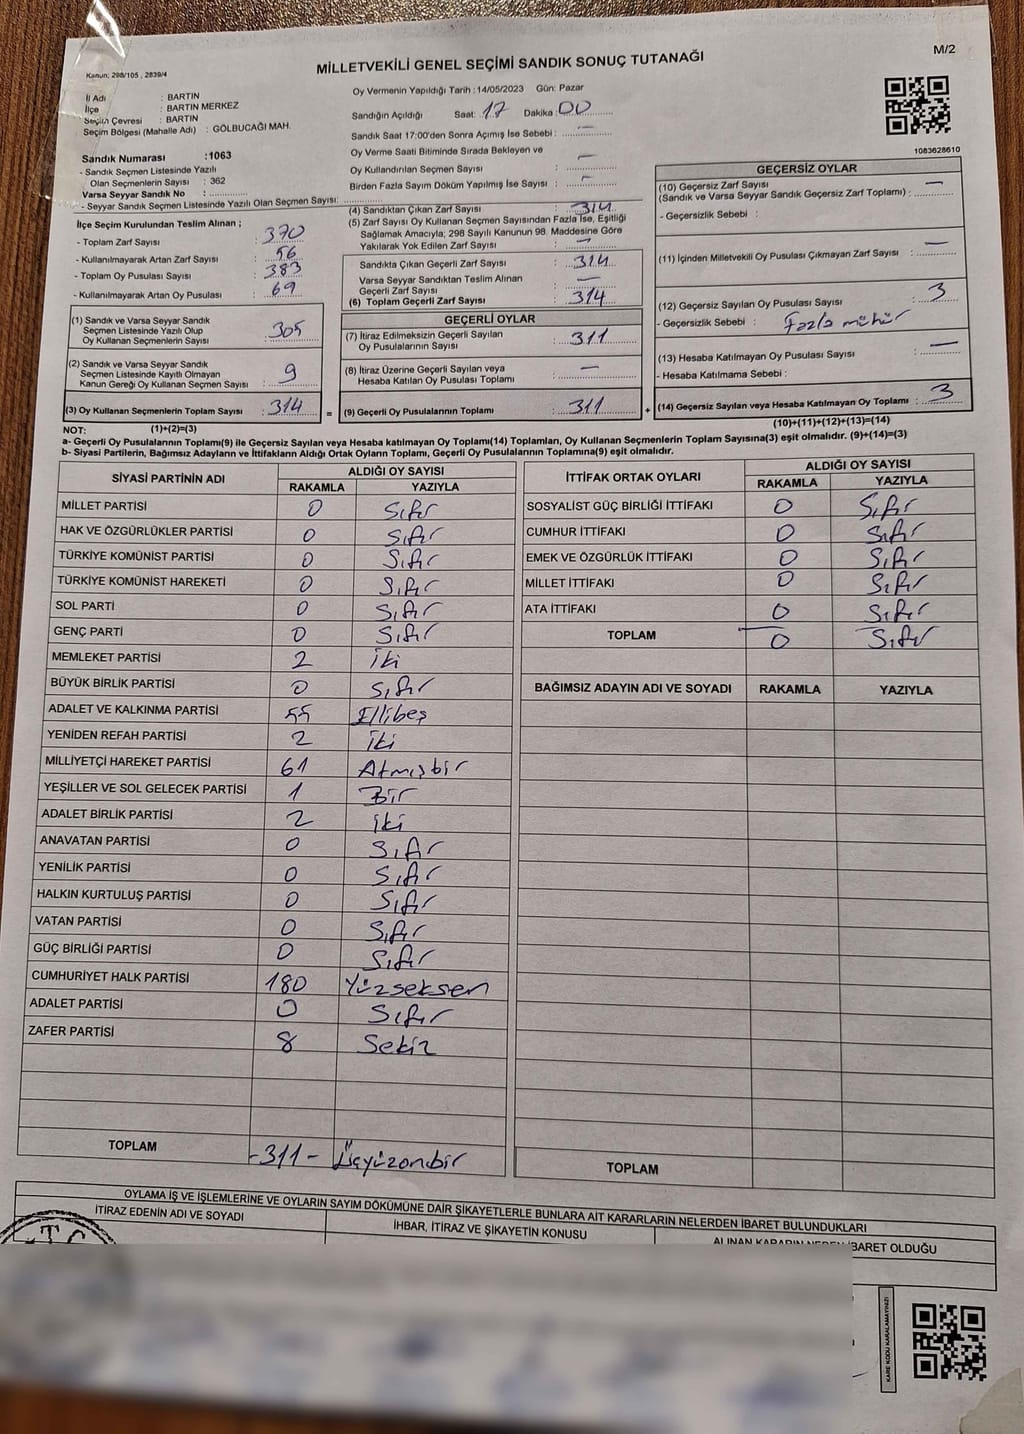 M/2
Kanun; 298/105 , 2839/4
MİLLETVEKİLİ GENEL SEÇİMİ SANDIK SONUÇ TUTANAĞI
İl Adı : BARTIN
İlçe : BARTIN MERKEZ
Seçim Çevresi : BARTIN
Seçim Bölgesi (Mahalle Adı) : GÖLBUCAĞI MAH.
Sandık Numarası :1063
- Sandık Seçmen Listesinde Yazılı
Olan Seçmenlerin Sayısı : 362
Varsa Seyyar Sandık No :
- Seyyar Sandık Seçmen Listesinde Yazılı Olan Seçmen Sayısı:
Oy Vermenin Yapıldığı Tarih : 14/05/2023 Gün: Pazar
Sandığın Açıldığı Saat: 17 Dakika : 00
Sandık Saat 17:00'den Sonra Açımış İse Sebebi : —
Oy Verme Saati Bitiminde Sırada Bekleyen ve
Oy Kullandırılan Seçmen Sayısı : —
Birden Fazla Sayım Döküm Yapılmış İse Sayısı : —
1083628610
İlçe Seçim Kurulundan Teslim Alınan ;
- Toplam Zarf Sayısı : 370
- Kullanılmayarak Artan Zarf Sayısı : 56
- Toplam Oy Pusulası Sayısı : 383
- Kullanılmayarak Artan Oy Pusulası : 69
(1) Sandık ve Varsa Seyyar Sandık
Seçmen Listesinde Yazılı Olup
Oy Kullanan Seçmenlerin Sayısı : 305
(2) Sandık ve Varsa Seyyar Sandık
Seçmen Listesinde Kayıtlı Olmayan
Kanun Gereği Oy Kullanan Seçmen Sayısı : 9
(3) Oy Kullanan Seçmenlerin Toplam Sayısı : 314 =
(4) Sandıktan Çıkan Zarf Sayısı : 314
(5) Zarf Sayısı Oy Kullanan Seçmen Sayısından Fazla İse, Eşitliği
Sağlamak Amacıyla; 298 Sayılı Kanunun 98. Maddesine Göre
Yakılarak Yok Edilen Zarf Sayısı : —
Sandıkta Çıkan Geçerli Zarf Sayısı : 314
Varsa Seyyar Sandıktan Teslim Alınan
Geçerli Zarf Sayısı : —
(6) Toplam Geçerli Zarf Sayısı : 314
GEÇERLİ OYLAR
(7) İtiraz Edilmeksizin Geçerli Sayılan
Oy Pusulalarının Sayısı : 311
(8) İtiraz Üzerine Geçerli Sayılan veya
Hesaba Katılan Oy Pusulası Toplamı : —
(9) Geçerli Oy Pusulalarının Toplamı : 311 +
GEÇERSİZ OYLAR
(10) Geçersiz Zarf Sayısı
(Sandık ve Varsa Seyyar Sandık Geçersiz Zarf Toplamı) : —
- Geçersizlik Sebebi :
(11) İçinden Milletvekili Oy Pusulası Çıkmayan Zarf Sayısı : —
(12) Geçersiz Sayılan Oy Pusulası Sayısı : 3
- Geçersizlik Sebebi : Fazla mühür
(13) Hesaba Katılmayan Oy Pusulası Sayısı : —
- Hesaba Katılmama Sebebi :
(14) Geçersiz Sayılan veya Hesaba Katılmayan Oy Toplamı : 3
NOT: (1)+(2)=(3) (10)+(11)+(12)+(13)=(14)
a- Geçerli Oy Pusulalarının Toplamı(9) ile Geçersiz Sayılan veya Hesaba katılmayan Oy Toplamı(14) Toplamları, Oy Kullanan Seçmenlerin Toplam Sayısına(3) eşit olmalıdır. (9)+(14)=(3)
b- Siyasi Partilerin, Bağımsız Adayların ve İttifakların Aldığı Ortak Oyların Toplamı, Geçerli Oy Pusulalarının Toplamına(9) eşit olmalıdır.
SİYASİ PARTİNİN ADI ALDIĞI OY SAYISI
RAKAMLA YAZIYLA
MİLLET PARTİSİ 0 Sıfır
HAK VE ÖZGÜRLÜKLER PARTİSİ 0 Sıfır
TÜRKİYE KOMÜNİST PARTİSİ 0 Sıfır
TÜRKİYE KOMÜNİST HAREKETİ 0 Sıfır
SOL PARTİ 0 Sıfır
GENÇ PARTİ 0 Sıfır
MEMLEKET PARTİSİ 2 İki
BÜYÜK BİRLİK PARTİSİ 0 Sıfır
ADALET VE KALKINMA PARTİSİ 55 Ellibeş
YENİDEN REFAH PARTİSİ 2 İki
MİLLİYETÇİ HAREKET PARTİSİ 61 Atmışbir
YEŞİLLER VE SOL GELECEK PARTİSİ 1 Bir
ADALET BİRLİK PARTİSİ 2 İki
ANAVATAN PARTİSİ 0 Sıfır
YENİLİK PARTİSİ 0 Sıfır
HALKIN KURTULUŞ PARTİSİ 0 Sıfır
VATAN PARTİSİ 0 Sıfır
GÜÇ BİRLİĞİ PARTİSİ 0 Sıfır
CUMHURİYET HALK PARTİSİ 180 Yüzseksen
ADALET PARTİSİ 0 Sıfır
ZAFER PARTİSİ 8 Sekiz
TOPLAM -311- Üçyüzonbir
İTTİFAK ORTAK OYLARI ALDIĞI OY SAYISI
RAKAMLA YAZIYLA
SOSYALİST GÜÇ BİRLİĞİ İTTİFAKI 0 Sıfır
CUMHUR İTTİFAKI 0 Sıfır
EMEK VE ÖZGÜRLÜK İTTİFAKI 0 Sıfır
MİLLET İTTİFAKI 0 Sıfır
ATA İTTİFAKI 0 Sıfır
TOPLAM 0 Sıfır
BAĞIMSIZ ADAYIN ADI VE SOYADI RAKAMLA YAZIYLA
TOPLAM
OYLAMA İŞ VE İŞLEMLERİNE VE OYLARIN SAYIM DÖKÜMÜNE DAİR ŞİKAYETLERLE BUNLARA AİT KARARLARIN NELERDEN İBARET BULUNDUKLARI
İTİRAZ EDENİN ADI VE SOYADI İHBAR, İTİRAZ VE ŞİKAYETİN KONUSU ALINAN KARARIN NEDEN İBARET OLDUĞU
T.C.
KARE KODU KARALAMAYINIZ!